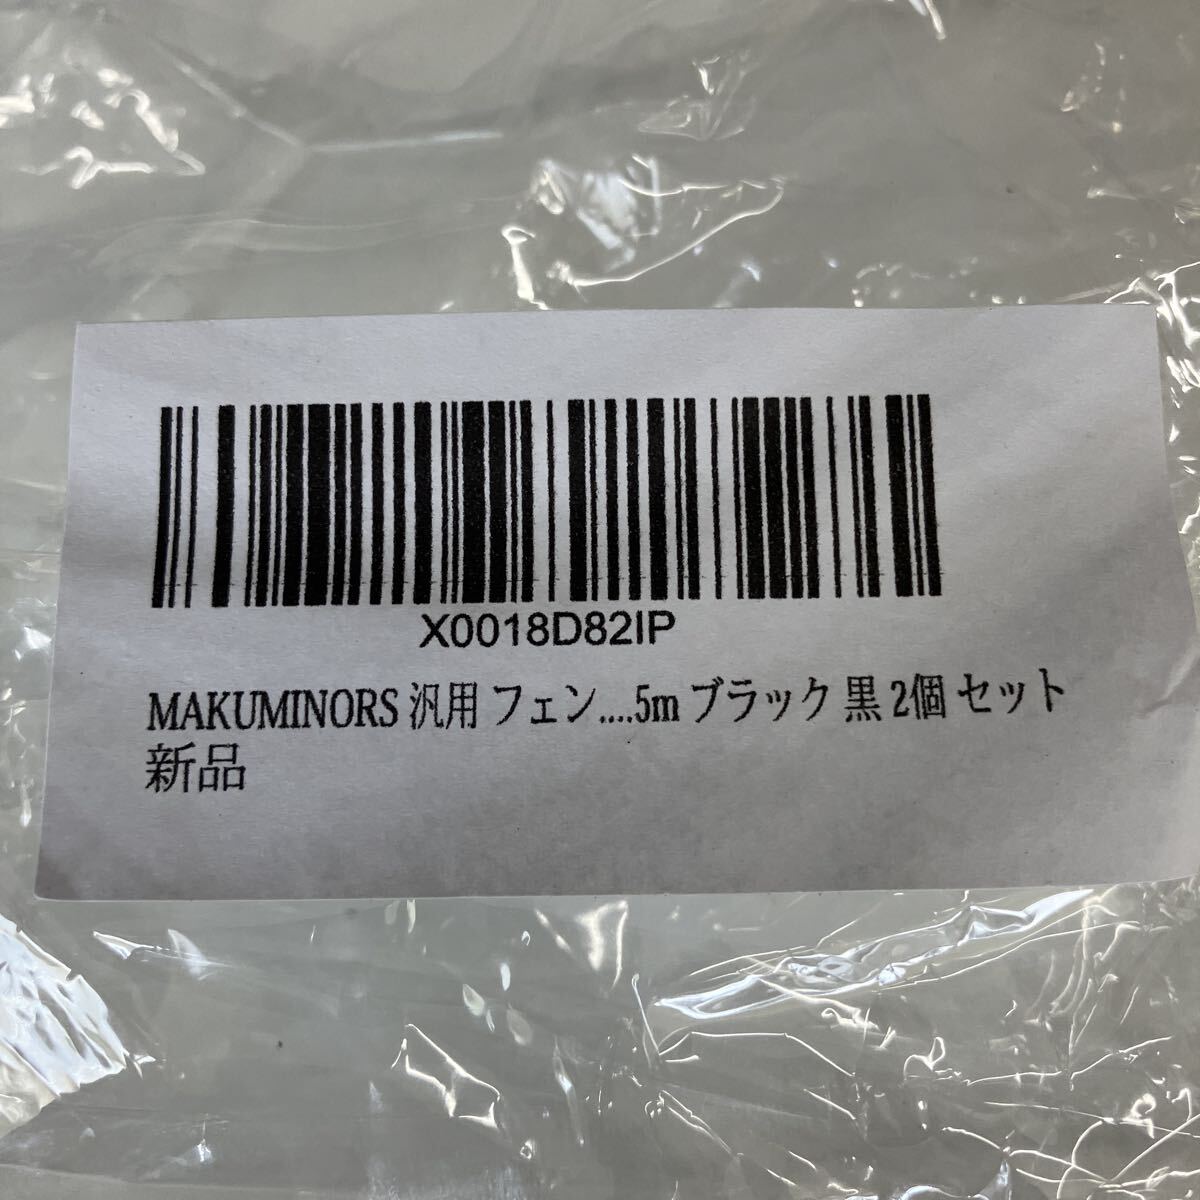 X0018D82IP
MAKUMINORS 汎用 フェン....5m ブラック 黒 2個 セット
新品